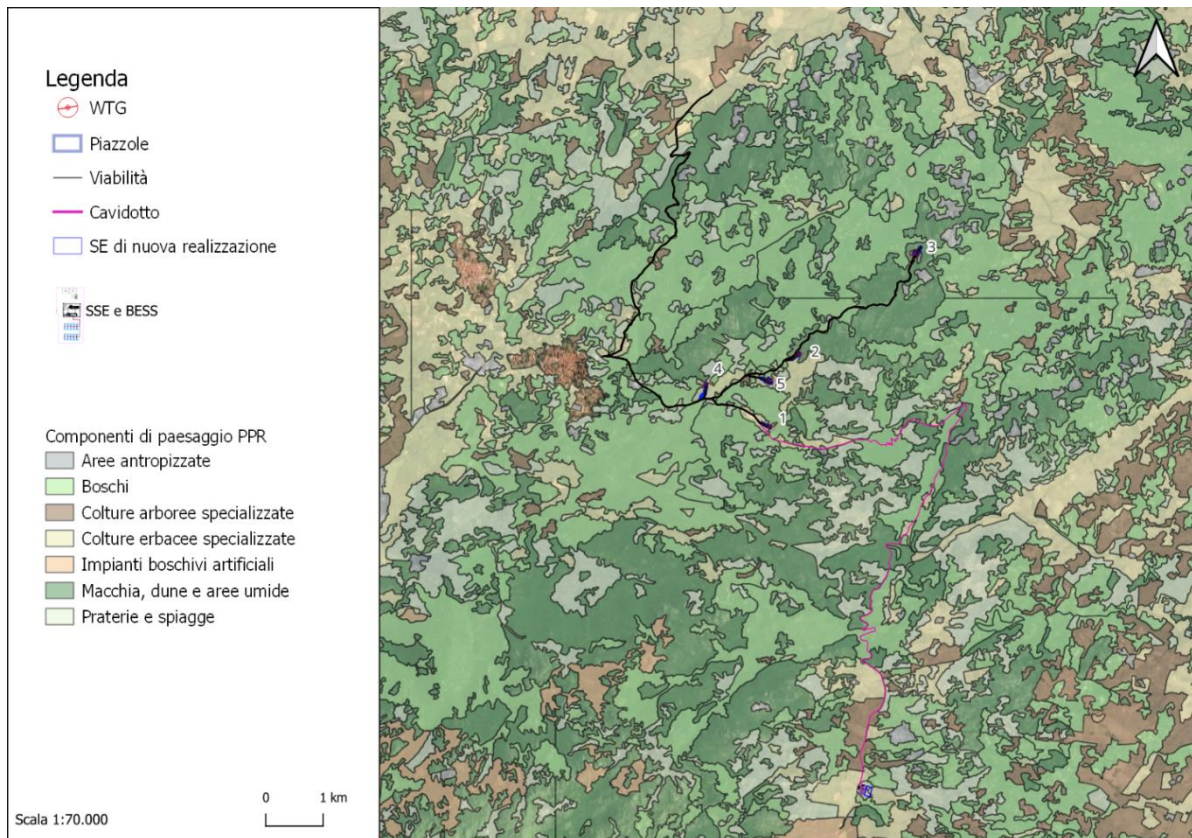 Legenda
WTG
Piazzole
Viabilità
Cavidotto
SE di nuova realizzazione
SSE e BESS
Componenti di paesaggio PPR
Aree antropizzate
Boschi
Colture arboree specializzate
Colture erbacee specializzate
Impianti boschivi artificiali
Macchia, dune e aree umide
Praterie e spiagge
0 1 km
Scala 1:70.000
3
2
5
4
1